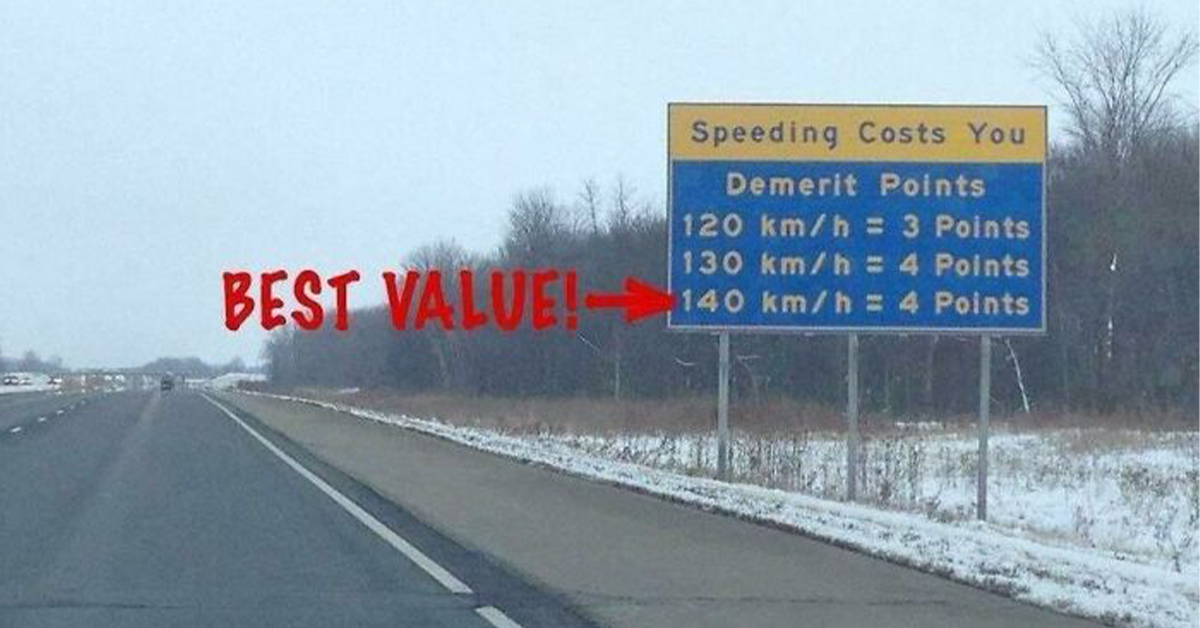 Speeding Costs You
Demerit Points
120 km/h = 3 Points
130 km/h = 4 Points
BEST VALUE!
140 km/h = 4 Points